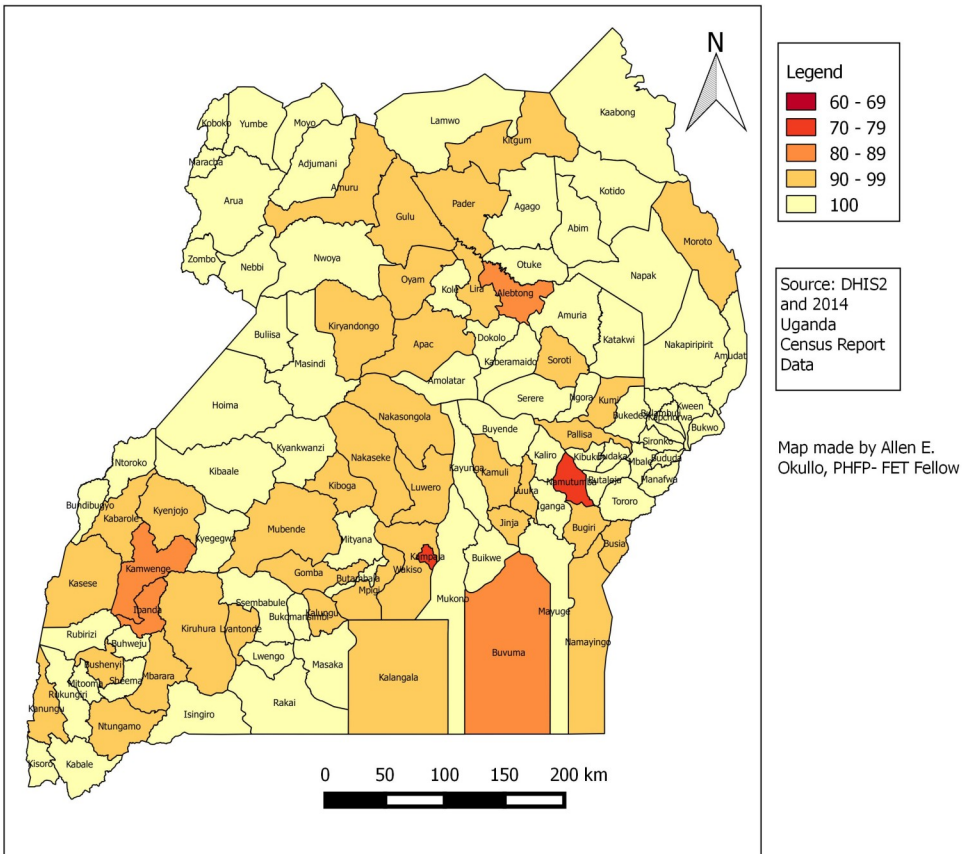 N
Kaabong
Lamwo
Koboko
Yumbe
Moyo
Kitgum
Maracha
Adjumani
Amuru
Kotido
Arua
Gulu
Pader
Agago
Abim
Moroto
Zombo
Nebbi
Nwoya
Otuke
Napak
Oyam
Kole
Lira
Alebtong
Buliisa
Kiryandongo
Amuria
Masindi
Apac
Dokolo
Katakwi
Nakapiripirit
Kaberamaido
Soroti
Amudat
Amolatar
Hoima
Serere
Ngora
Kumi
Bukedea
Bulambuli
Kween
Kapchorwa
Nakasongola
Bukwo
Buyende
Pallisa
Sironko
Kyankwanzi
Nakaseke
Kaliro
Kibuku
Budaka
Mbale
Bududa
Ntoroko
Kibaale
Kayunga
Kamuli
Manafwa
Kiboga
Luwero
Namutumba
Butaleja
Bundibugyo
Kabarole
Kyenjojo
Luuka
Iganga
Tororo
Kyegegwa
Mubende
Mityana
Jinja
Bugiri
Busia
Kamwenge
Kampala
Buikwe
Kasese
Gomba
Butambala
Wakiso
Mpigi
Ibanda
Sembabule
Mukono
Mayuge
Kiruhura
Lyantonde
Bukomansimbi
Kalungu
Rubirizi
Buhweju
Namayingo
Bushenyi
Lwengo
Masaka
Buvuma
Mitooma
Sheema
Mbarara
Kalangala
Rukungiri
Kanungu
Rakai
Isingiro
Ntungamo
Kisoro
Kabale
0 50 100 150 200 km
Legend
60 - 69
70 - 79
80 - 89
90 - 99
100
Source: DHIS2
and 2014
Uganda
Census Report
Data
Map made by Allen E.
Okullo, PHFP- FET Fellow